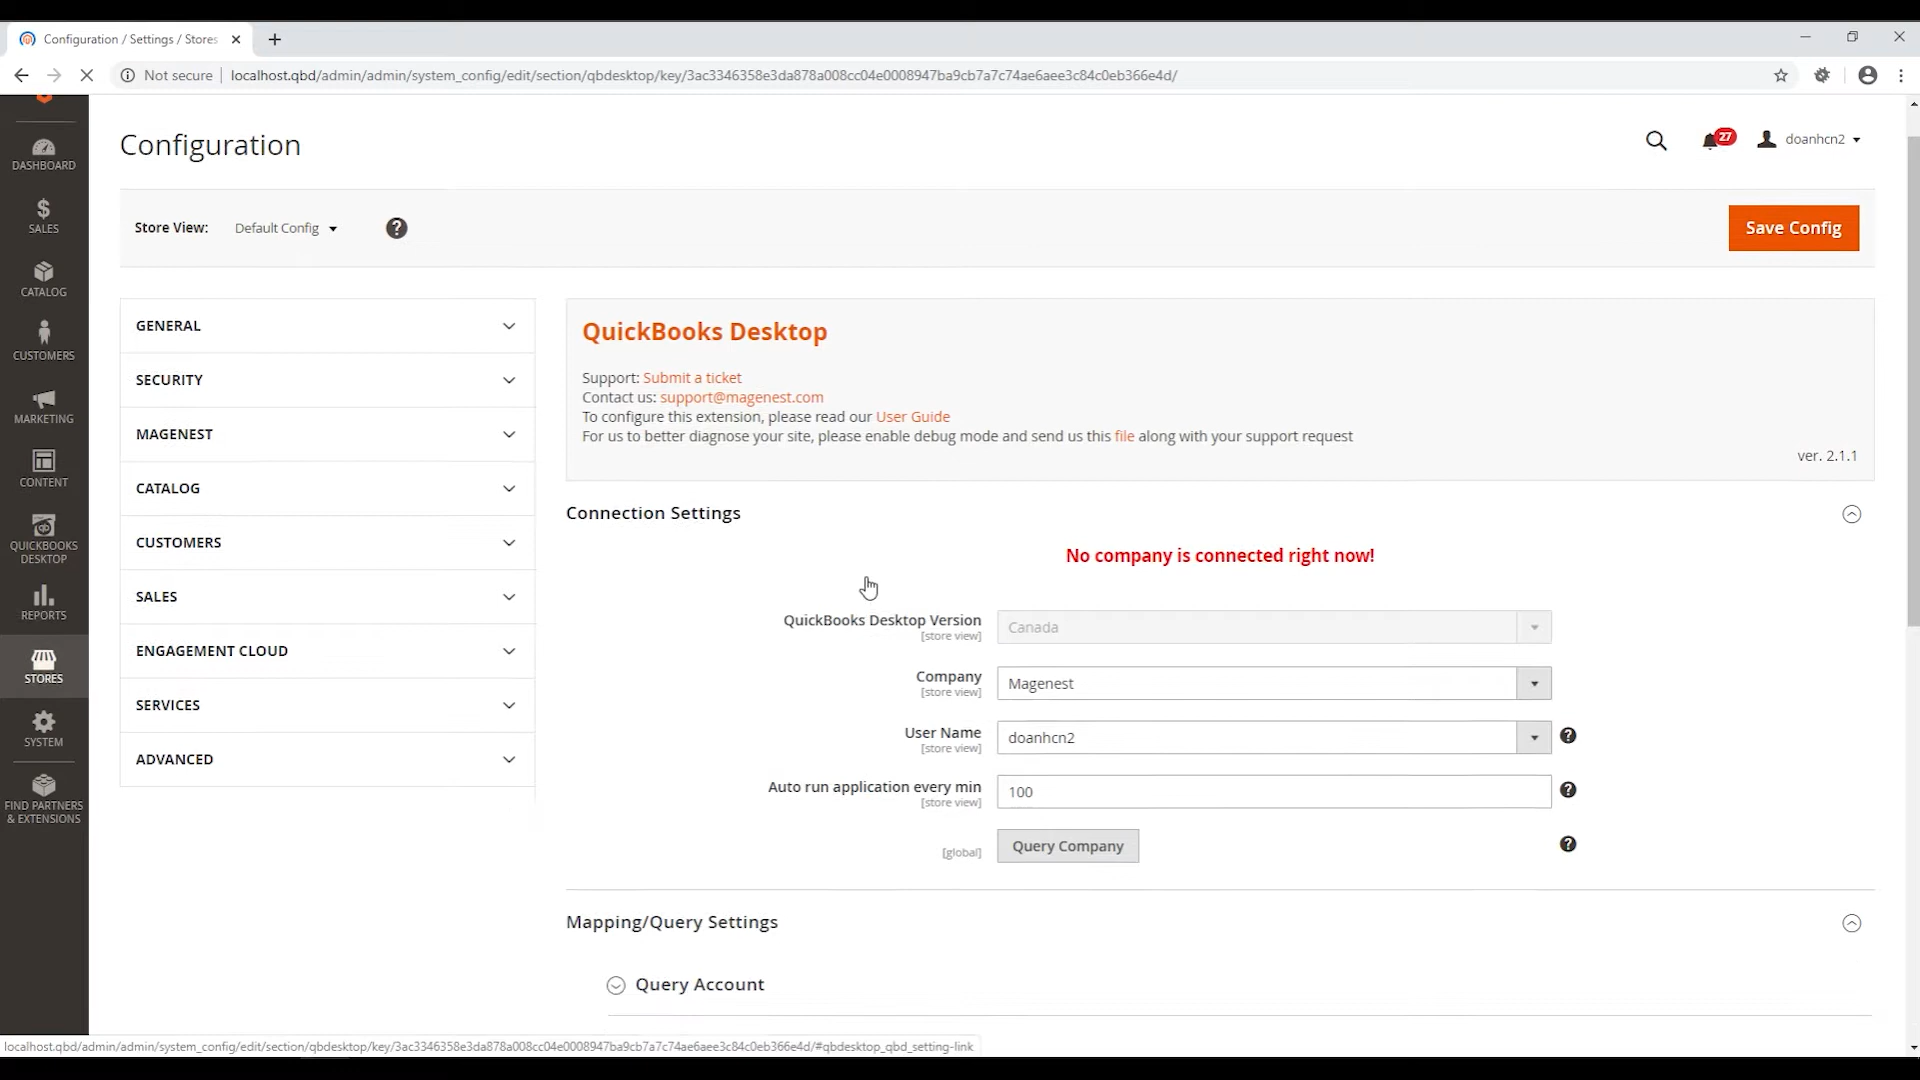 Configuration / Settings / Stores
Not secure
localhost.qbd/admin/admin/system_config/edit/section/qbdesktop/key/3ac3346358e3da878a008cc04e0008947ba9cb7a7c74ae6aee3c84c0eb366e4d/
DASHBOARD
SALES
CATALOG
CUSTOMERS
MARKETING
CONTENT
QUICKBOOKS
DESKTOP
REPORTS
STORES
SYSTEM
FIND PARTNERS
& EXTENSIONS
Configuration
27
doanhcn2
Store View:
Default Config
?
Save Config
GENERAL
SECURITY
MAGENEST
CATALOG
CUSTOMERS
SALES
ENGAGEMENT CLOUD
SERVICES
ADVANCED
QuickBooks Desktop
Support: Submit a ticket
Contact us: support@magenest.com
To configure this extension, please read our User Guide
For us to better diagnose your site, please enable debug mode and send us this file along with your support request
ver. 2.1.1
Connection Settings
No company is connected right now!
QuickBooks Desktop Version
[store view]
Canada
Company
[store view]
Magenest
User Name
[store view]
doanhcn2
?
Auto run application every min
[store view]
100
?
[global]
Query Company
?
Mapping/Query Settings
Query Account
localhost.qbd/admin/admin/system_config/edit/section/qbdesktop/key/3ac3346358e3da878a008cc04e0008947ba9cb7a7c74ae6aee3c84c0eb366e4d/#qbdesktop_qbd_setting-link